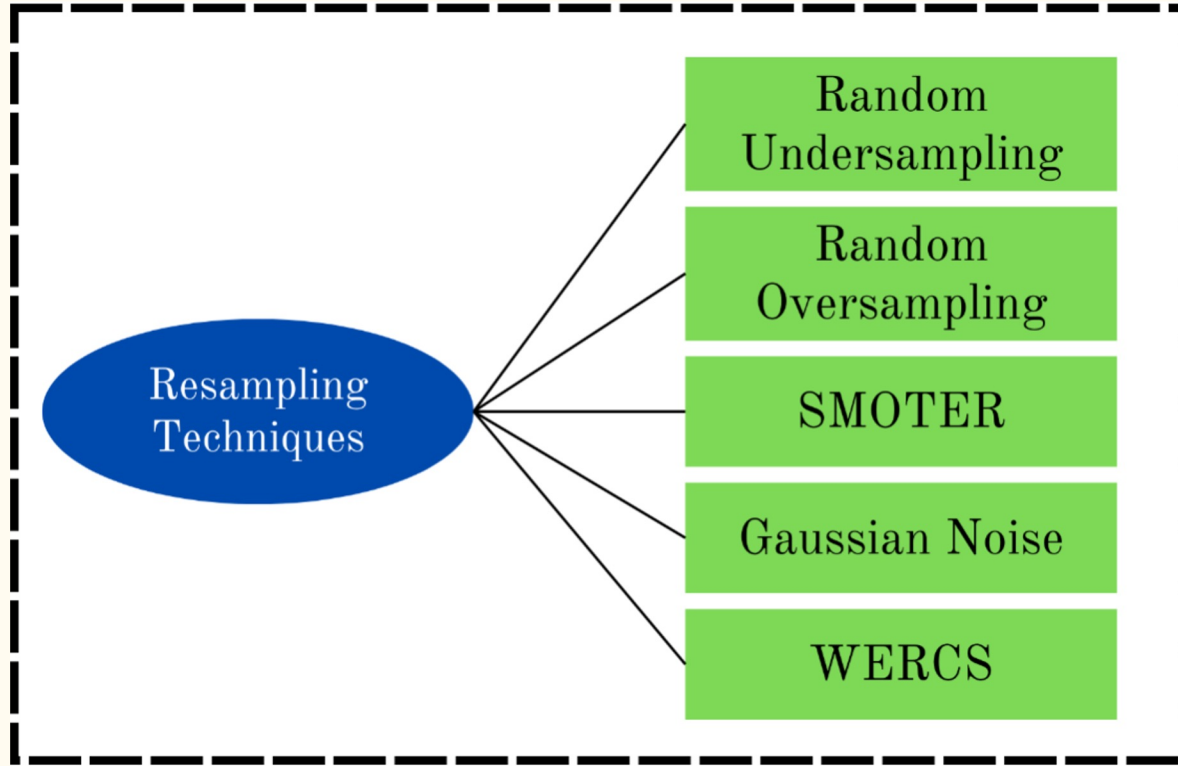 Resampling
Techniques
Random
Undersampling
Random
Oversampling
SMOTER
Gaussian Noise
WERCS